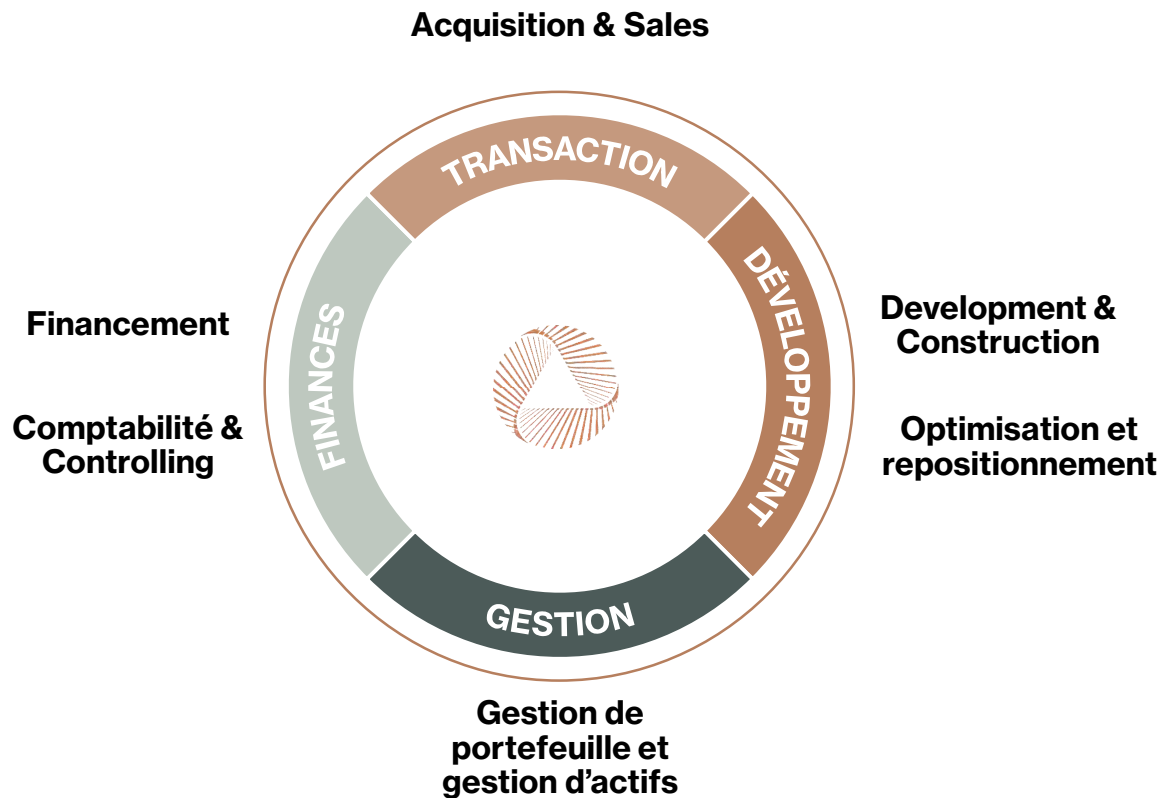 Acquisition & Sales
TRANSACTION
DÉVELOPPEMENT
Development &
Construction
Optimisation et
repositionnement
GESTION
Gestion de
portefeuille et
gestion d’actifs
FINANCES
Financement
Comptabilité &
Controlling